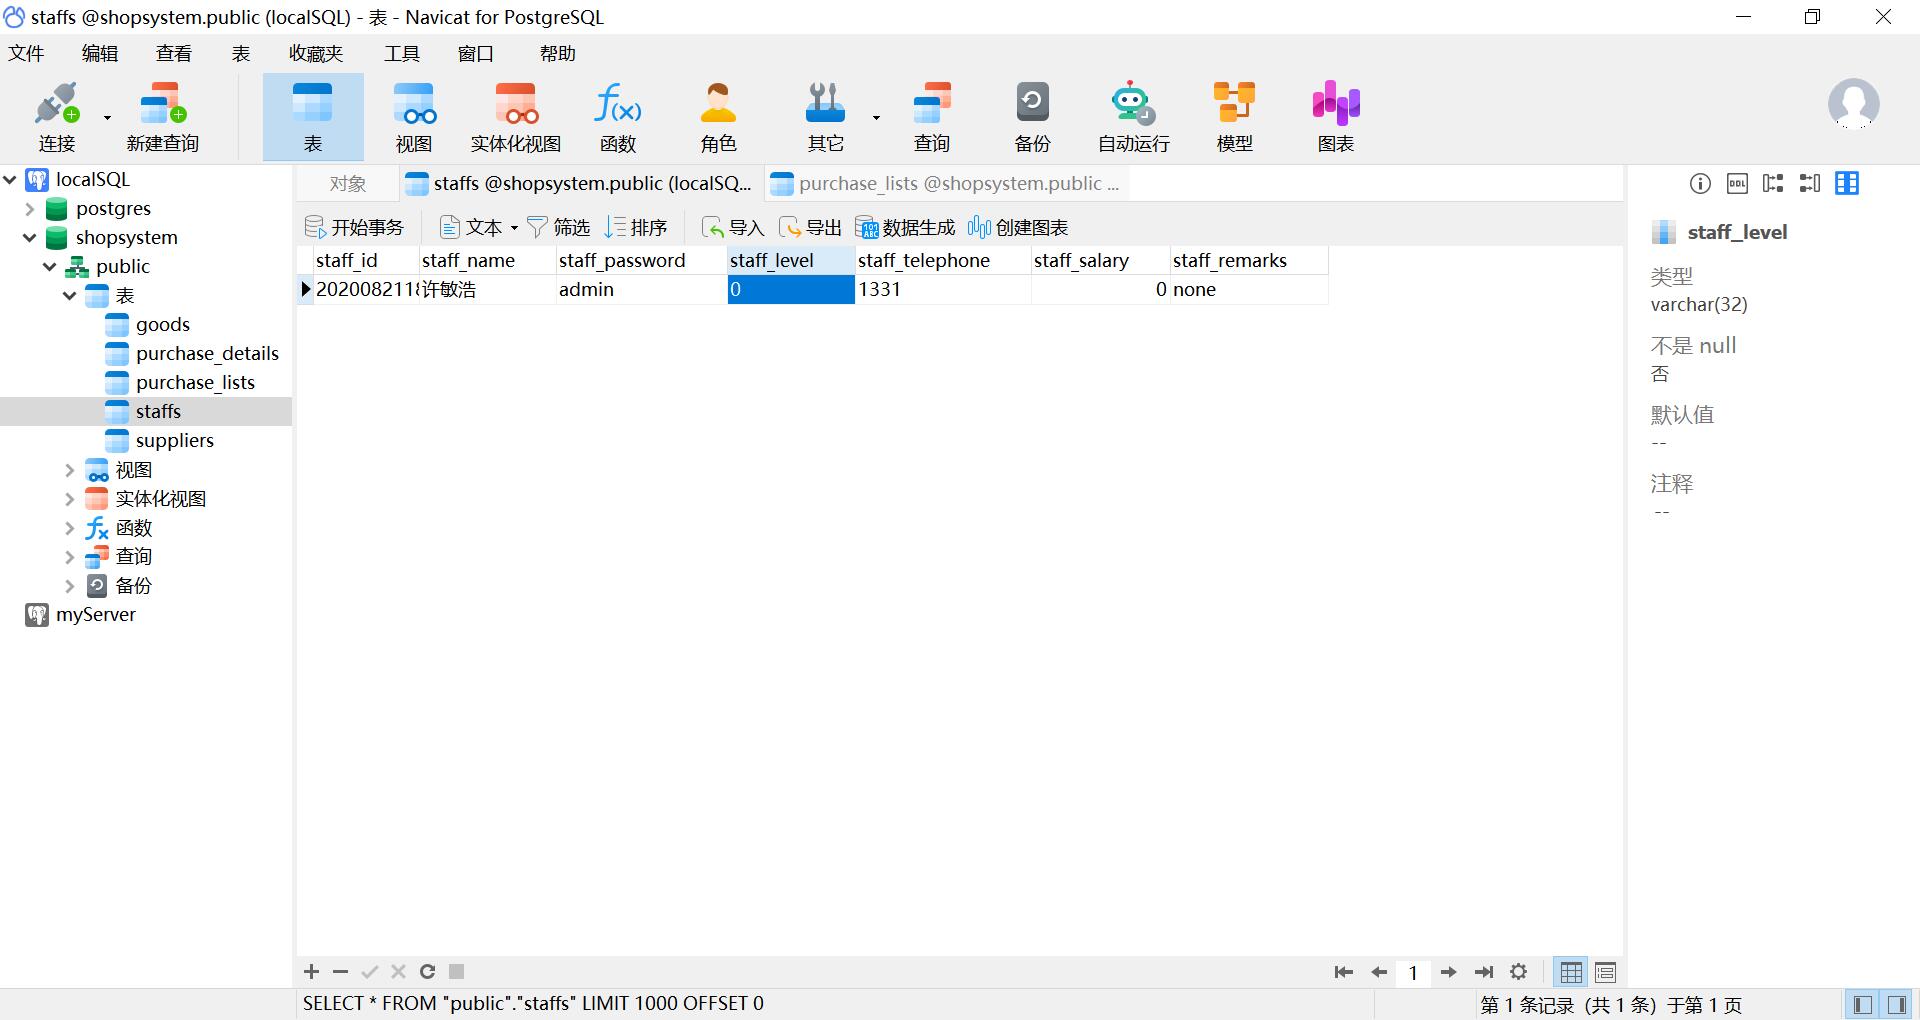 staffs @shopsystem.public (localSQL) - 表 - Navicat for PostgreSQL
文件 编辑 查看 表 收藏夹 工具 窗口 帮助
连接 新建查询 表 视图 实体化视图 函数 角色 其它 查询 备份 自动运行 模型 图表
localSQL
postgres
shopsystem
public
表
goods
purchase_details
purchase_lists
staffs
suppliers
视图
实体化视图
函数
查询
备份
myServer
对象 staffs @shopsystem.public (localSQ... purchase_lists @shopsystem.public ...
开始事务 文本 筛选 排序 导入 导出 数据生成 创建图表
staff_id staff_name staff_password staff_level staff_telephone staff_salary staff_remarks
202008211 许敏浩 admin 0 1331 0 none
DDL
staff_level
类型
varchar(32)
不是 null
否
默认值
--
注释
--
1
SELECT * FROM "public"."staffs" LIMIT 1000 OFFSET 0
第 1 条记录 (共 1 条) 于第 1 页